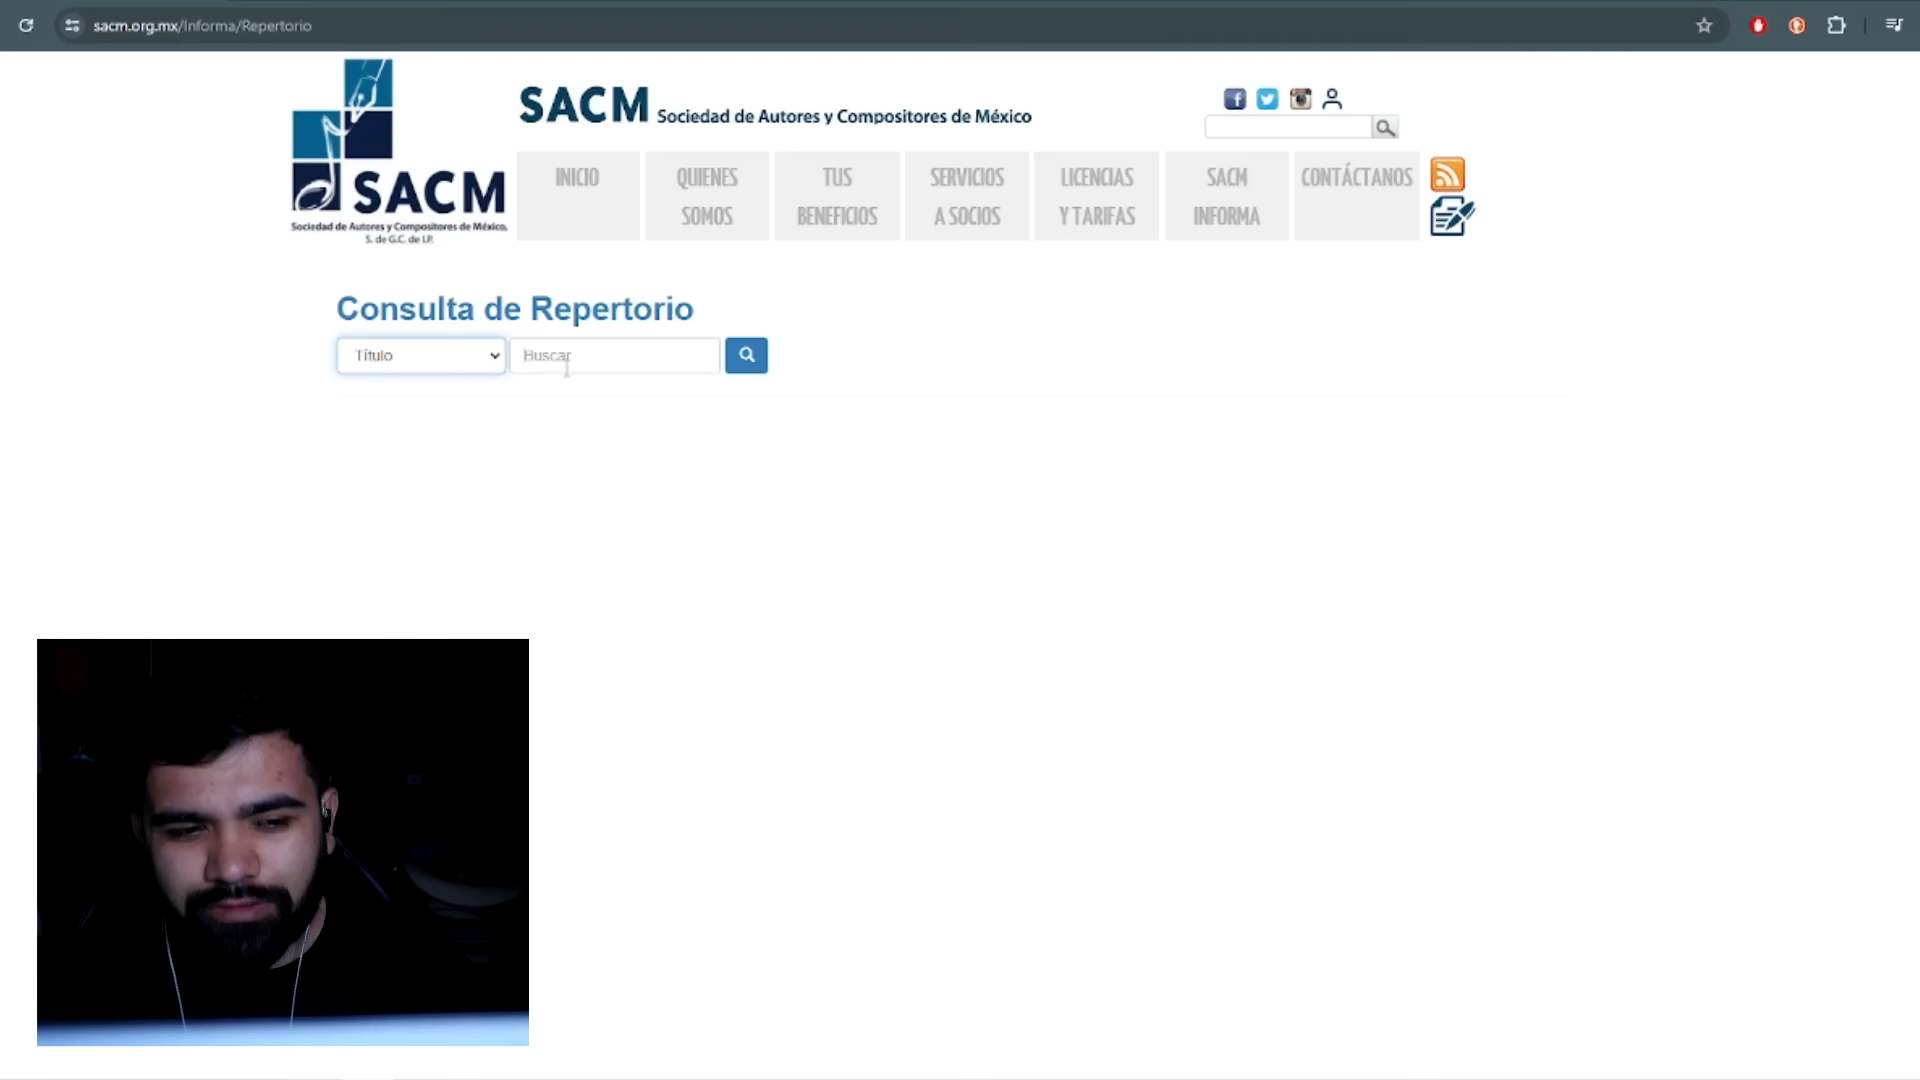 sacm.org.mx/Informa/Repertorio
SACM Sociedad de Autores y Compositores de México
SACM
Sociedad de Autores y Compositores de México,
S. de G.C. de I.P.
INICIO
QUIENES
SOMOS
TUS
BENEFICIOS
SERVICIOS
A SOCIOS
LICENCIAS
Y TARIFAS
SACM
INFORMA
CONTÁCTANOS
Consulta de Repertorio
Título
Buscar